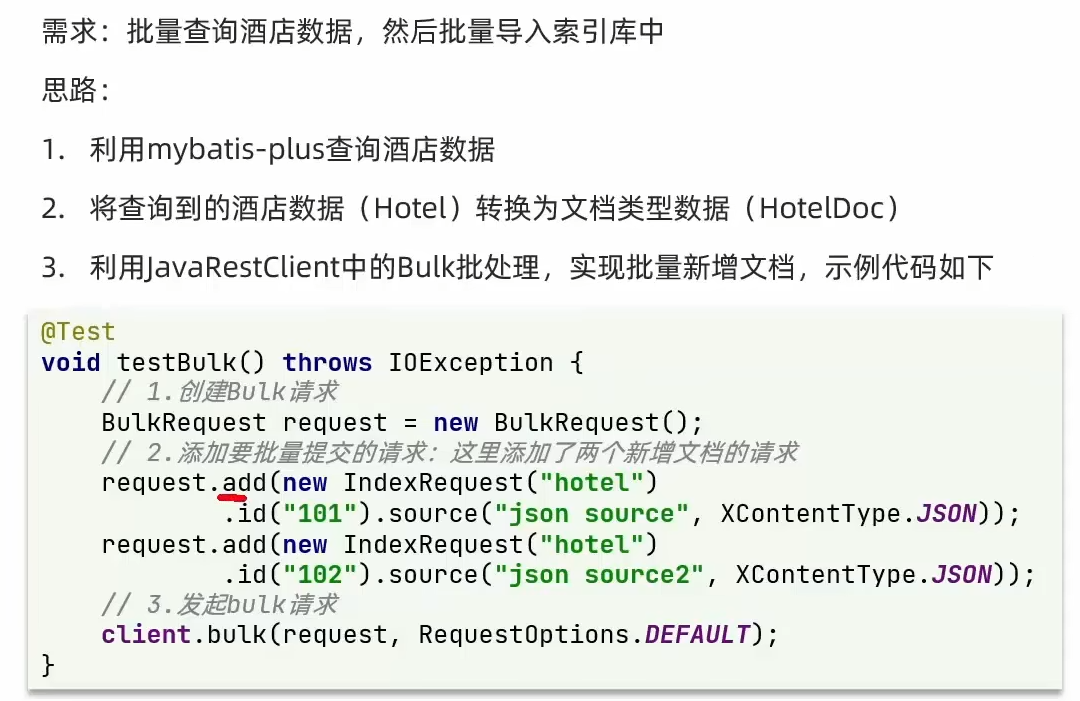 需求：批量查询酒店数据，然后批量导入索引库中
思路：
1. 利用mybatis-plus查询酒店数据
2. 将查询到的酒店数据（Hotel）转换为文档类型数据（HotelDoc）
3. 利用JavaRestClient中的Bulk批处理，实现批量新增文档，示例代码如下
@Test
void testBulk() throws IOException {
    // 1.创建Bulk请求
    BulkRequest request = new BulkRequest();
    // 2.添加要批量提交的请求：这里添加了两个新增文档的请求
    request.add(new IndexRequest("hotel")
            .id("101").source("json source", XContentType.JSON));
    request.add(new IndexRequest("hotel")
            .id("102").source("json source2", XContentType.JSON));
    // 3.发起bulk请求
    client.bulk(request, RequestOptions.DEFAULT);
}